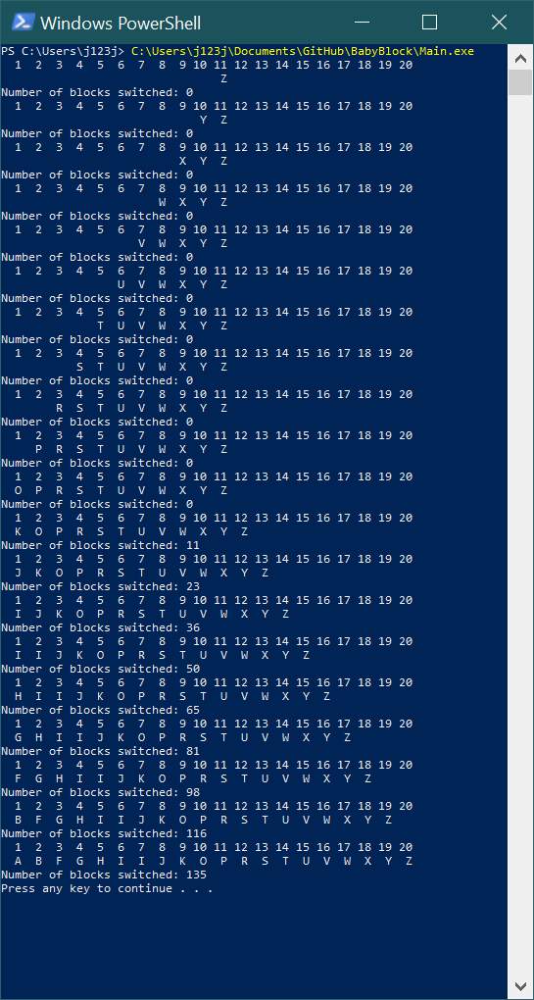 Windows PowerShell
PS C:\Users\j123j> C:\Users\j123j\Documents\GitHub\BabyBlock\Main.exe
1 2 3 4 5 6 7 8 9 10 11 12 13 14 15 16 17 18 19 20
Z
Number of blocks switched: 0
1 2 3 4 5 6 7 8 9 10 11 12 13 14 15 16 17 18 19 20
Y Z
Number of blocks switched: 0
1 2 3 4 5 6 7 8 9 10 11 12 13 14 15 16 17 18 19 20
X Y Z
Number of blocks switched: 0
1 2 3 4 5 6 7 8 9 10 11 12 13 14 15 16 17 18 19 20
W X Y Z
Number of blocks switched: 0
1 2 3 4 5 6 7 8 9 10 11 12 13 14 15 16 17 18 19 20
V W X Y Z
Number of blocks switched: 0
1 2 3 4 5 6 7 8 9 10 11 12 13 14 15 16 17 18 19 20
U V W X Y Z
Number of blocks switched: 0
1 2 3 4 5 6 7 8 9 10 11 12 13 14 15 16 17 18 19 20
T U V W X Y Z
Number of blocks switched: 0
1 2 3 4 5 6 7 8 9 10 11 12 13 14 15 16 17 18 19 20
S T U V W X Y Z
Number of blocks switched: 0
1 2 3 4 5 6 7 8 9 10 11 12 13 14 15 16 17 18 19 20
R S T U V W X Y Z
Number of blocks switched: 0
1 2 3 4 5 6 7 8 9 10 11 12 13 14 15 16 17 18 19 20
P R S T U V W X Y Z
Number of blocks switched: 0
1 2 3 4 5 6 7 8 9 10 11 12 13 14 15 16 17 18 19 20
O P R S T U V W X Y Z
Number of blocks switched: 0
1 2 3 4 5 6 7 8 9 10 11 12 13 14 15 16 17 18 19 20
K O P R S T U V W X Y Z
Number of blocks switched: 11
1 2 3 4 5 6 7 8 9 10 11 12 13 14 15 16 17 18 19 20
J K O P R S T U V W X Y Z
Number of blocks switched: 23
1 2 3 4 5 6 7 8 9 10 11 12 13 14 15 16 17 18 19 20
I J K O P R S T U V W X Y Z
Number of blocks switched: 36
1 2 3 4 5 6 7 8 9 10 11 12 13 14 15 16 17 18 19 20
I I J K O P R S T U V W X Y Z
Number of blocks switched: 50
1 2 3 4 5 6 7 8 9 10 11 12 13 14 15 16 17 18 19 20
H I I J K O P R S T U V W X Y Z
Number of blocks switched: 65
1 2 3 4 5 6 7 8 9 10 11 12 13 14 15 16 17 18 19 20
G H I I J K O P R S T U V W X Y Z
Number of blocks switched: 81
1 2 3 4 5 6 7 8 9 10 11 12 13 14 15 16 17 18 19 20
F G H I I J K O P R S T U V W X Y Z
Number of blocks switched: 98
1 2 3 4 5 6 7 8 9 10 11 12 13 14 15 16 17 18 19 20
B F G H I I J K O P R S T U V W X Y Z
Number of blocks switched: 116
1 2 3 4 5 6 7 8 9 10 11 12 13 14 15 16 17 18 19 20
A B F G H I I J K O P R S T U V W X Y Z
Number of blocks switched: 135
Press any key to continue . . .